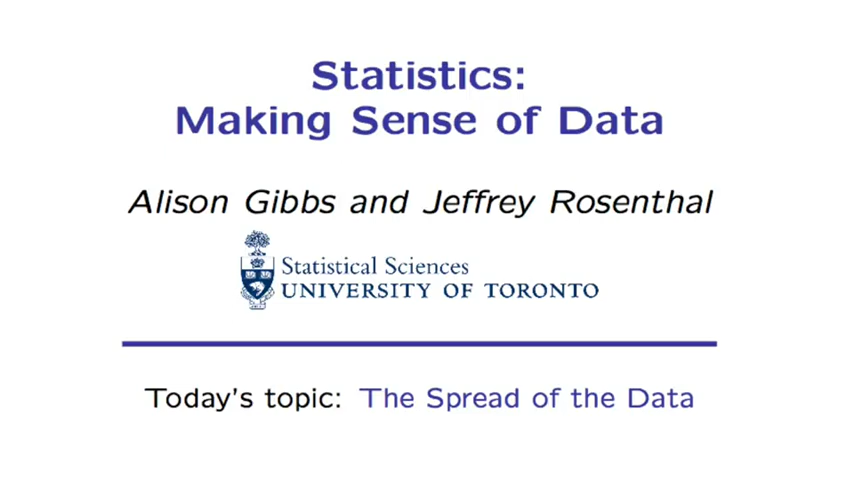 Statistics:
Making Sense of Data
Alison Gibbs and Jeffrey Rosenthal
Statistical Sciences
UNIVERSITY OF TORONTO
Today's topic: The Spread of the Data